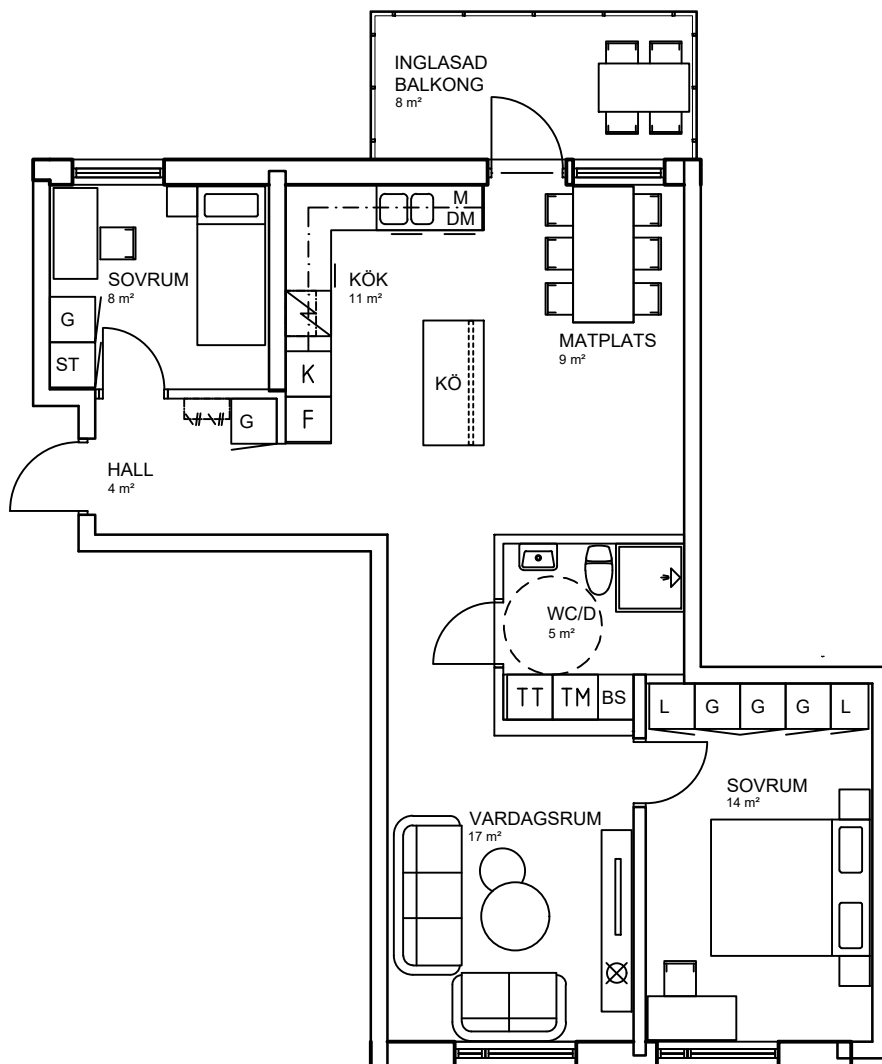 INGLASAD
BALKONG
8 m²
M
DM
SOVRUM
8 m²
KÖK
11 m²
G
ST
MATPLATS
9 m²
K
KÖ
F
G
HALL
4 m²
WC/D
5 m²
TT TM BS
L G G G L
SOVRUM
14 m²
VARDAGSRUM
17 m²